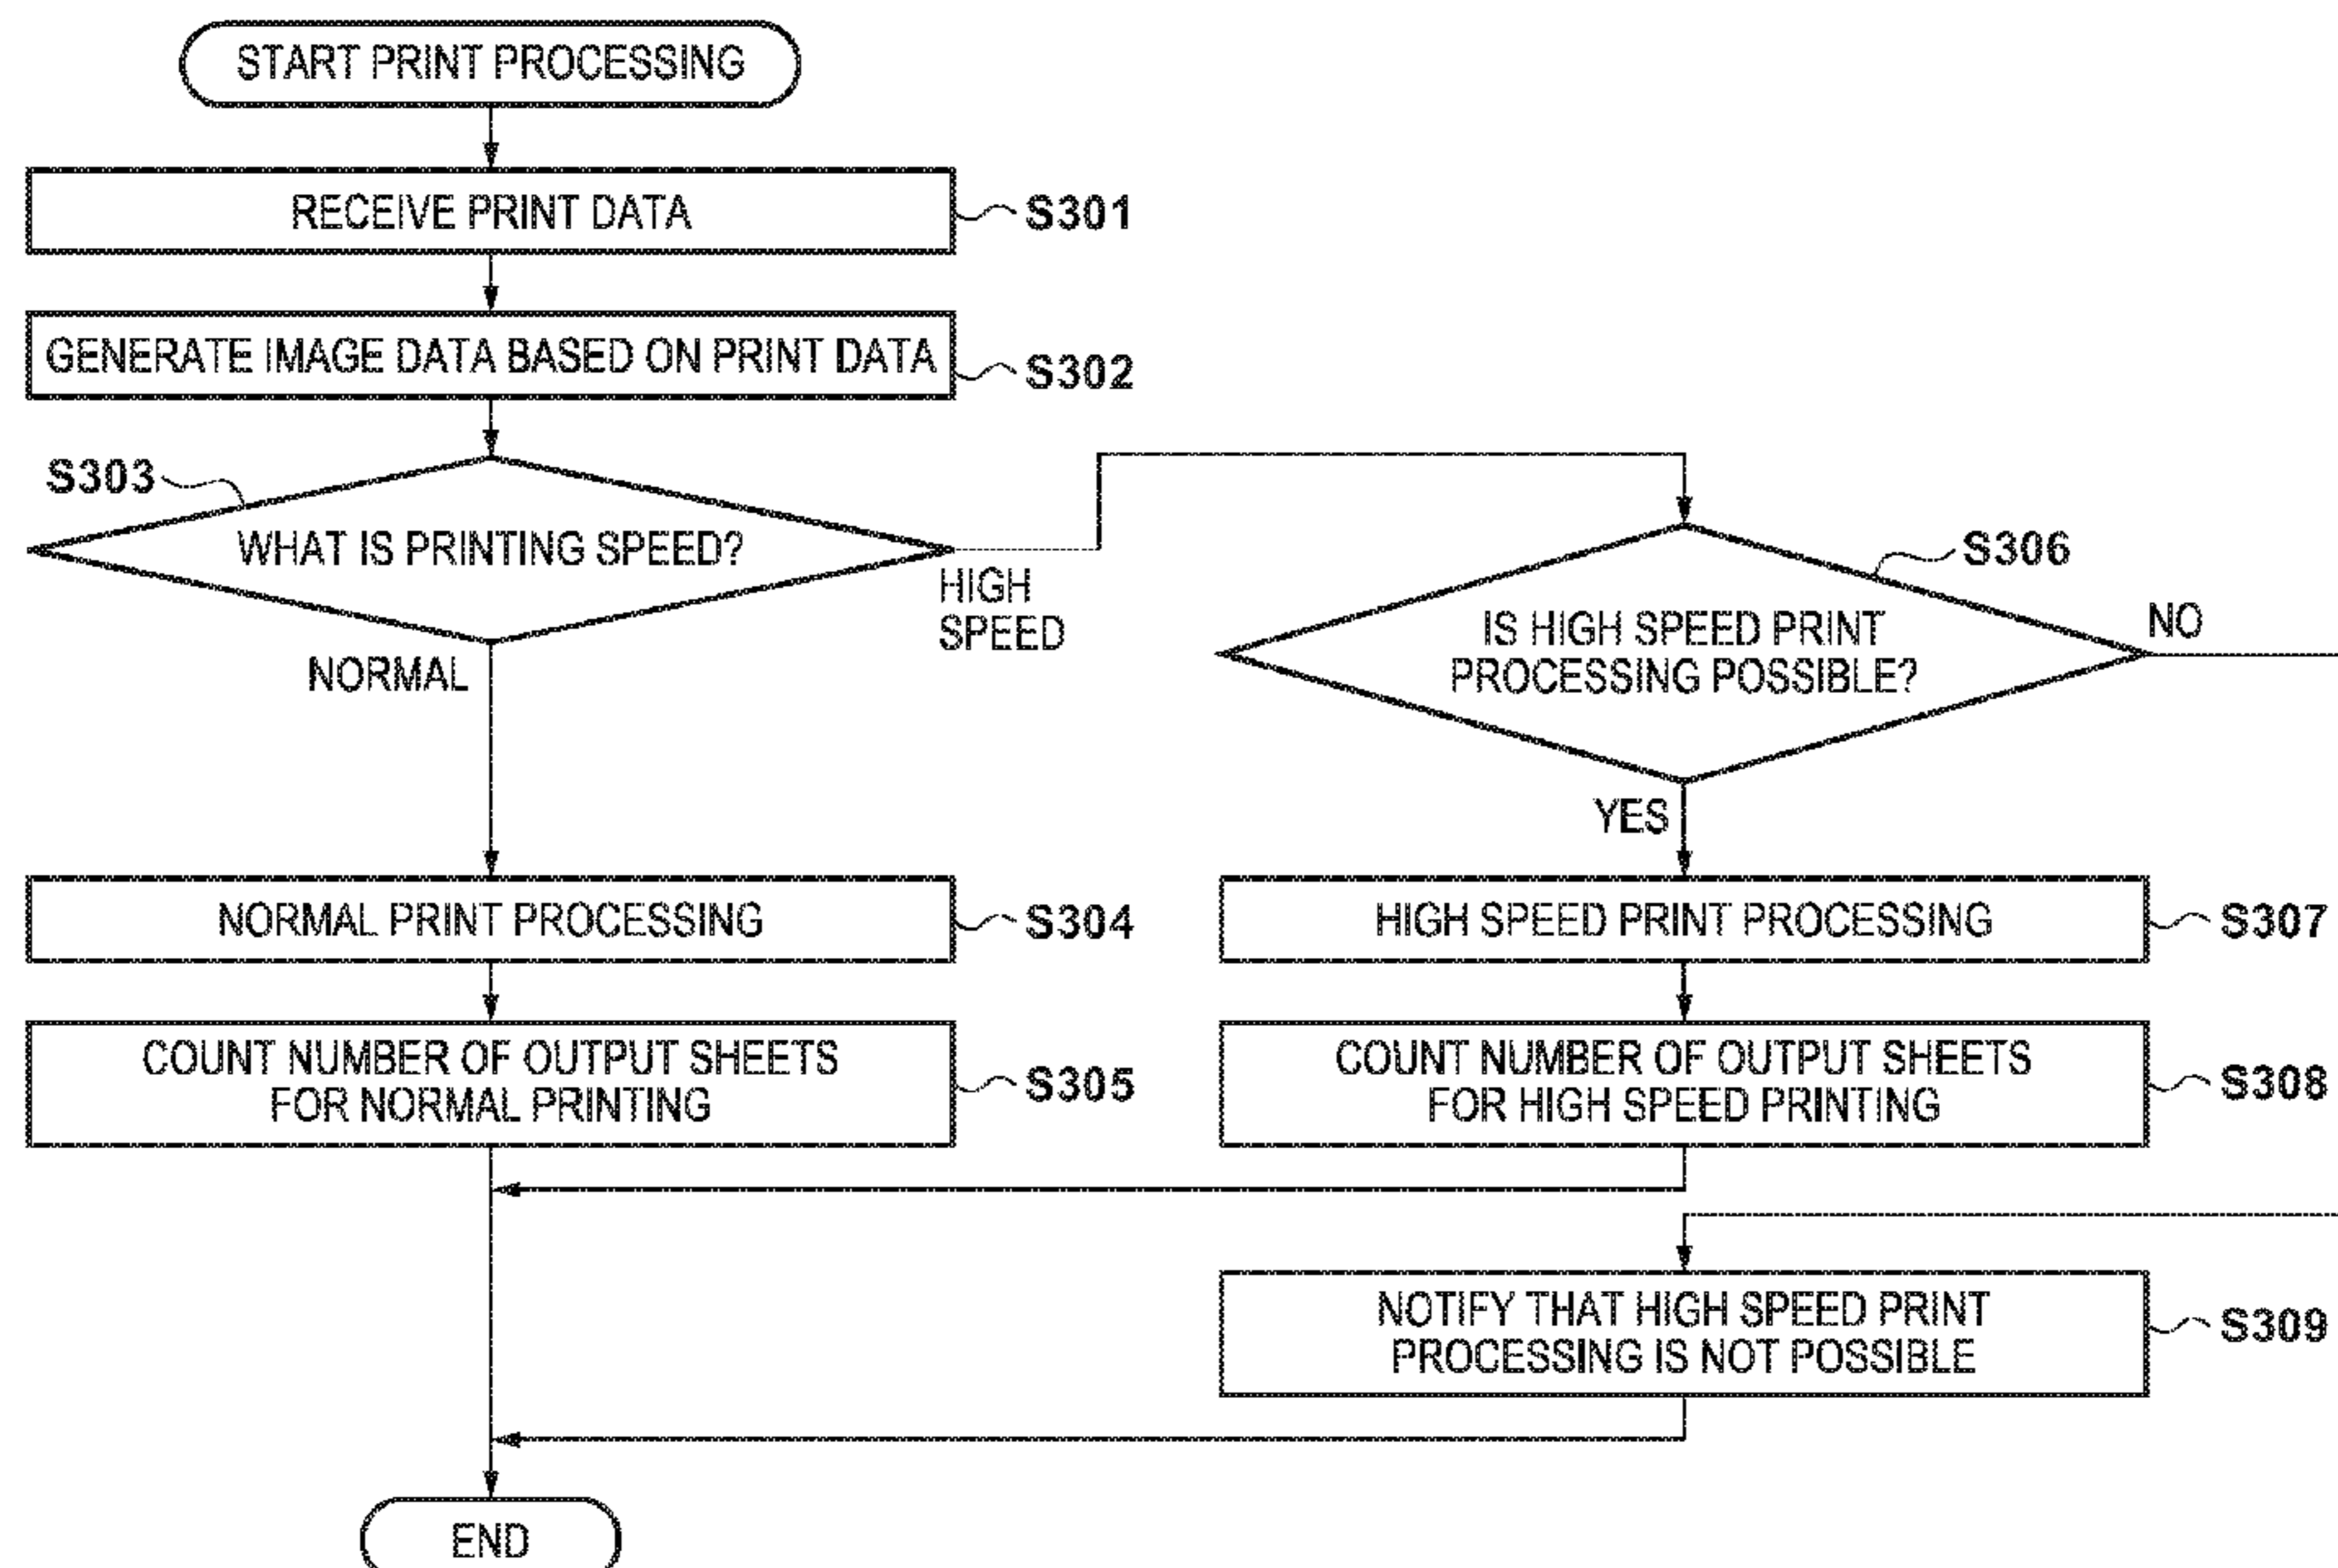 START PRINT PROCESSING
RECEIVE PRINT DATA
S301
GENERATE IMAGE DATA BASED ON PRINT DATA
S302
S303
WHAT IS PRINTING SPEED?
HIGH
SPEED
NORMAL
S306
IS HIGH SPEED PRINT
PROCESSING POSSIBLE?
NO
YES
NORMAL PRINT PROCESSING
S304
HIGH SPEED PRINT PROCESSING
S307
COUNT NUMBER OF OUTPUT SHEETS
FOR NORMAL PRINTING
S305
COUNT NUMBER OF OUTPUT SHEETS
FOR HIGH SPEED PRINTING
S308
NOTIFY THAT HIGH SPEED PRINT
PROCESSING IS NOT POSSIBLE
S309
END